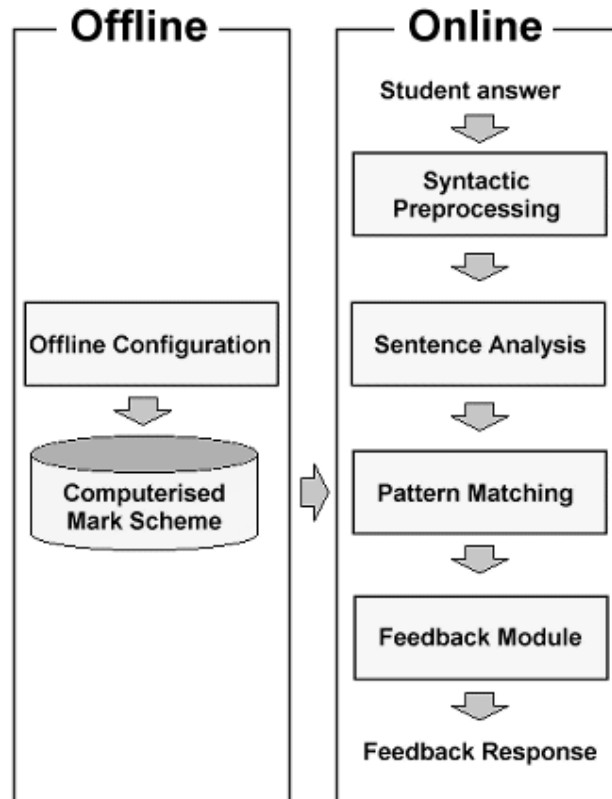 Offline
Offline Configuration
Computerised
Mark Scheme
Online
Student answer
Syntactic
Preprocessing
Sentence Analysis
Pattern Matching
Feedback Module
Feedback Response